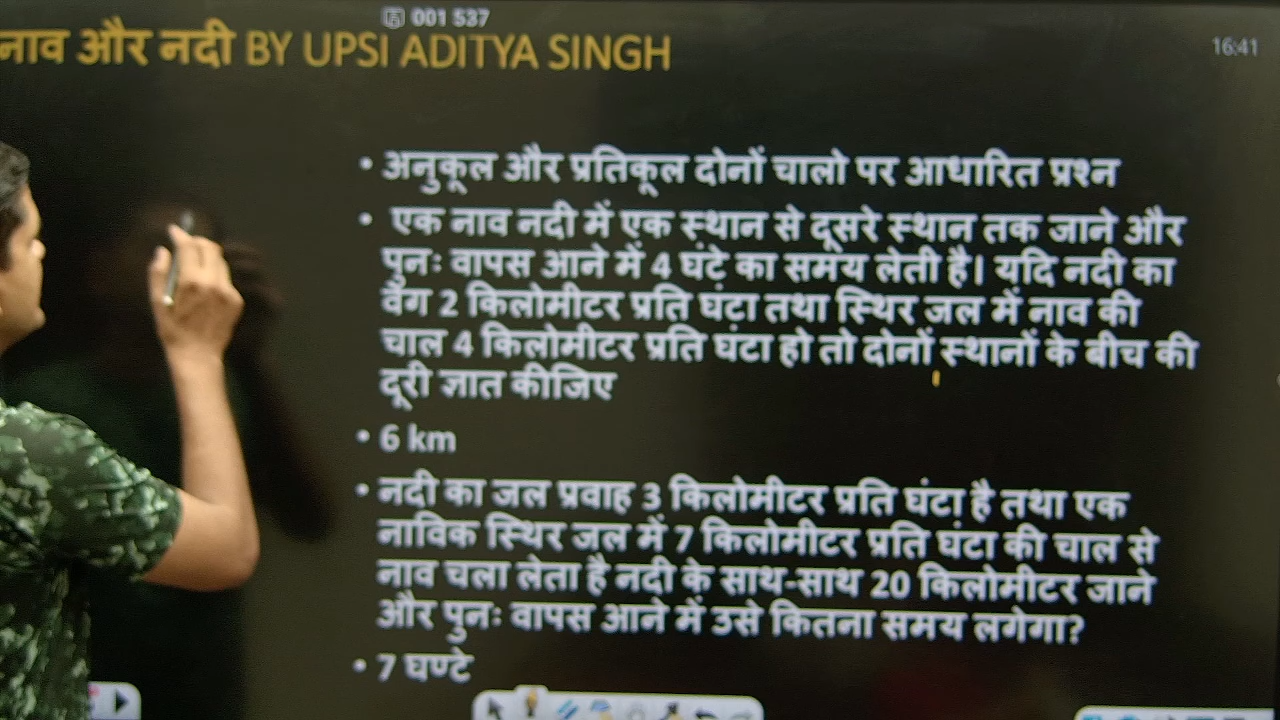 001 537
नाव और नदी BY UPSI ADITYA SINGH
16:41
• अनुकूल और प्रतिकूल दोनों चालो पर आधारित प्रश्न
• एक नाव नदी में एक स्थान से दूसरे स्थान तक जाने और
पुनः वापस आने में 4 घंटे का समय लेती है। यदि नदी का
वेग 2 किलोमीटर प्रति घंटा तथा स्थिर जल में नाव की
चाल 4 किलोमीटर प्रति घंटा हो तो दोनों स्थानों के बीच की
दूरी ज्ञात कीजिए
• 6 km
• नदी का जल प्रवाह 3 किलोमीटर प्रति घंटा है तथा एक
नाविक स्थिर जल में 7 किलोमीटर प्रति घंटा की चाल से
नाव चला लेता है नदी के साथ-साथ 20 किलोमीटर जाने
और पुनः वापस आने में उसे कितना समय लगेगा?
• 7 घण्टे